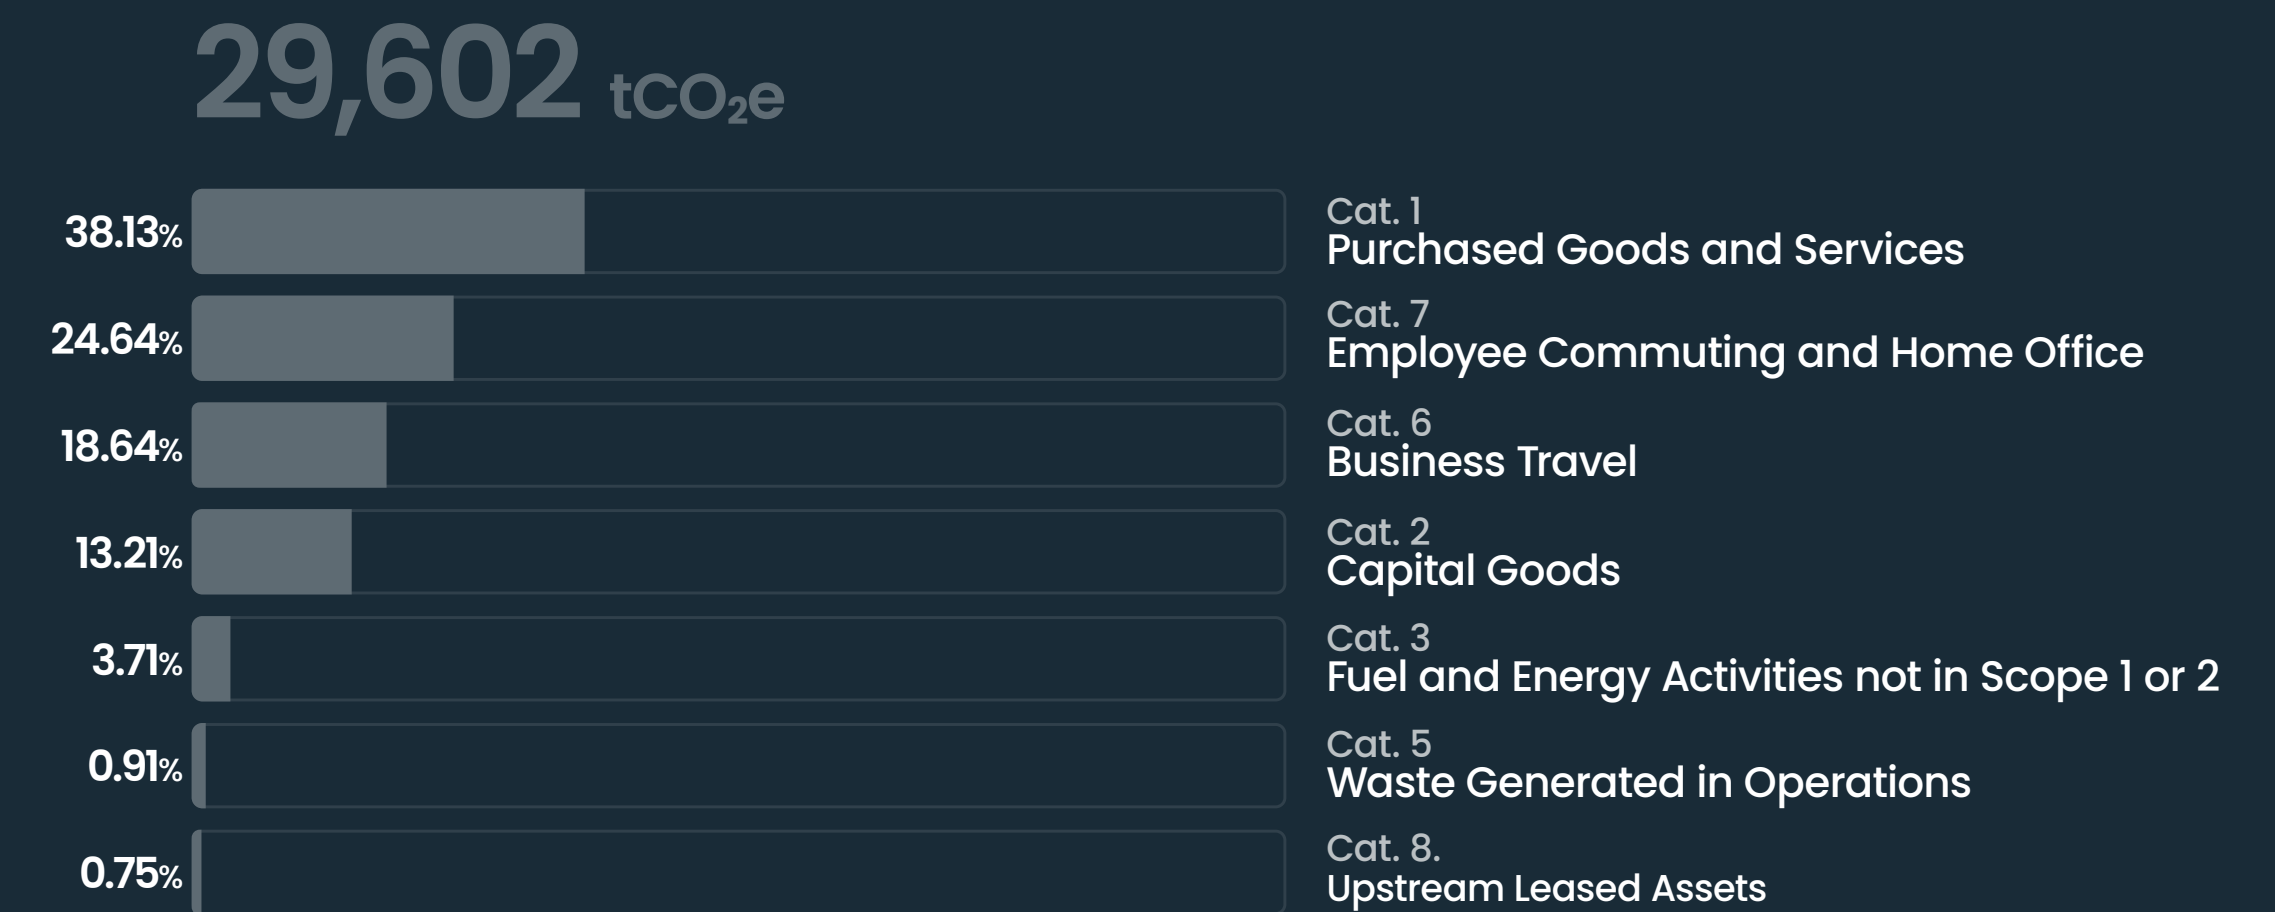 29,602 tCO₂e
38.13%
Cat. 1
Purchased Goods and Services
24.64%
Cat. 7
Employee Commuting and Home Office
18.64%
Cat. 6
Business Travel
13.21%
Cat. 2
Capital Goods
3.71%
Cat. 3
Fuel and Energy Activities not in Scope 1 or 2
0.91%
Cat. 5
Waste Generated in Operations
0.75%
Cat. 8.
Upstream Leased Assets